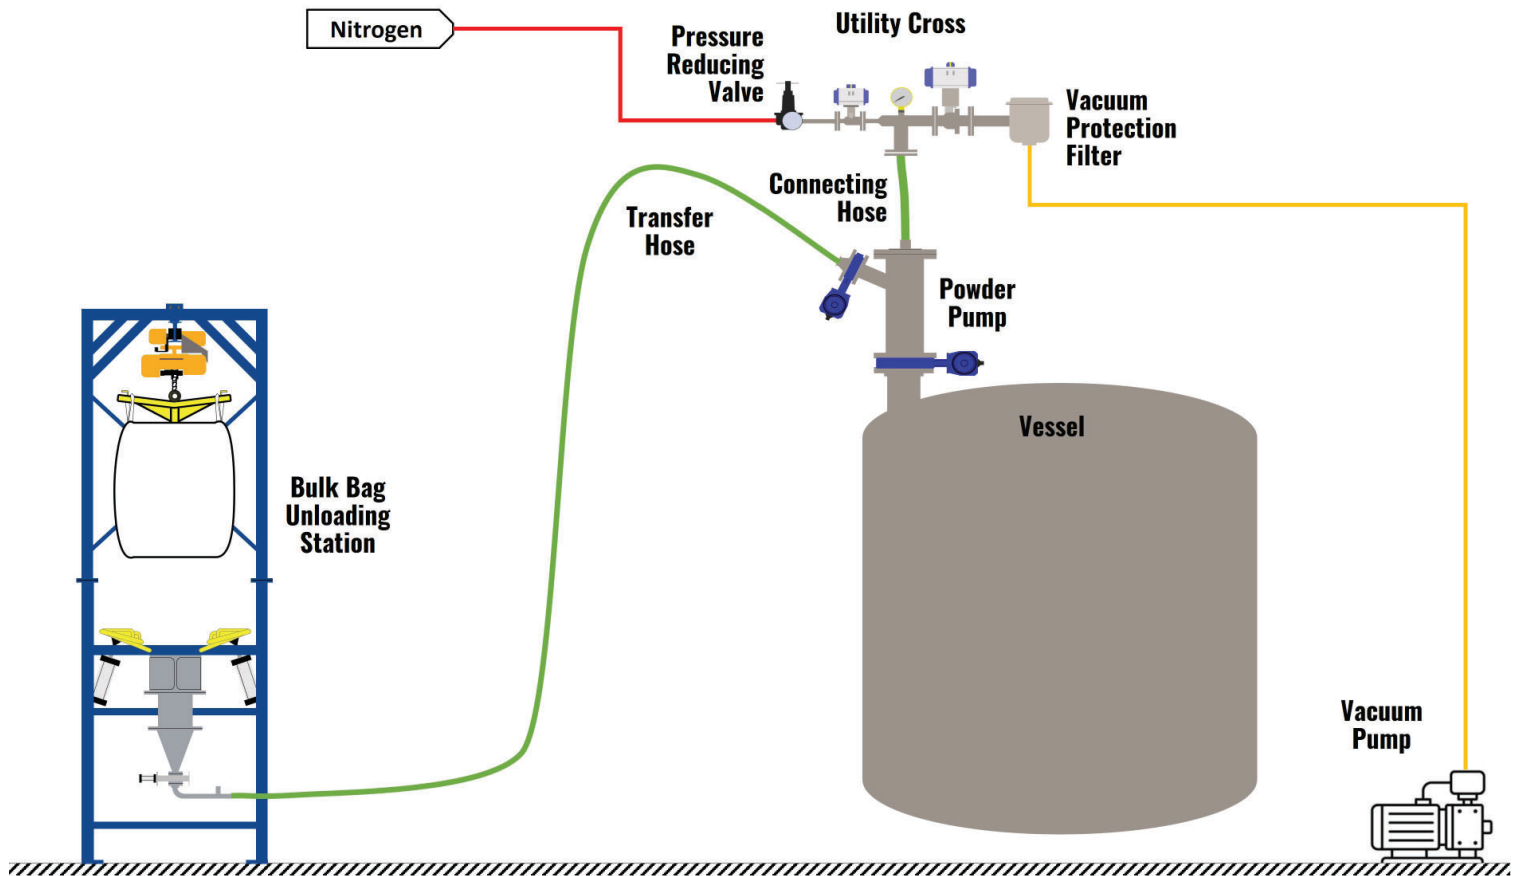 Nitrogen
Utility Cross
Pressure
Reducing
Valve
Vacuum
Protection
Filter
Connecting
Hose
Transfer
Hose
Powder
Pump
Vessel
Bulk Bag
Unloading
Station
Vacuum
Pump